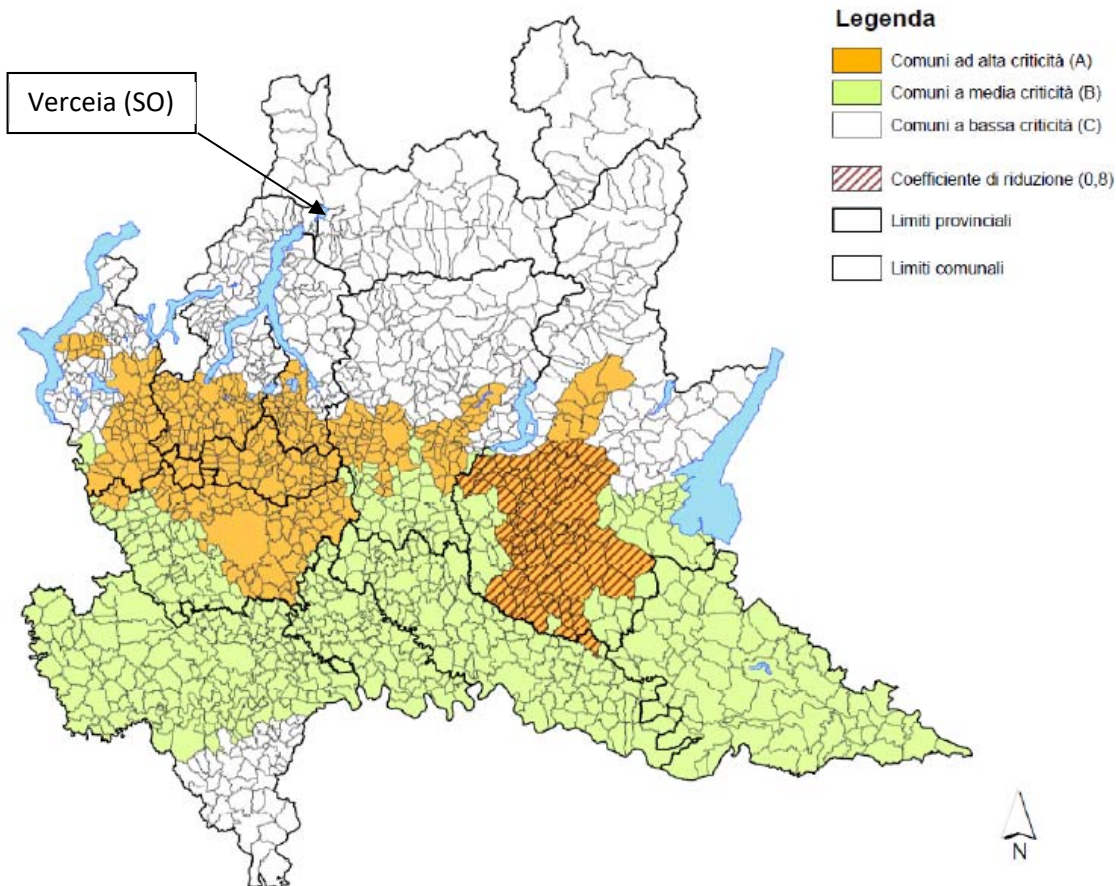 Legenda
Verceia (SO)
Comuni ad alta criticità (A)
Comuni a media criticità (B)
Comuni a bassa criticità (C)
Coefficiente di riduzione (0,8)
Limiti provinciali
Limiti comunali
N